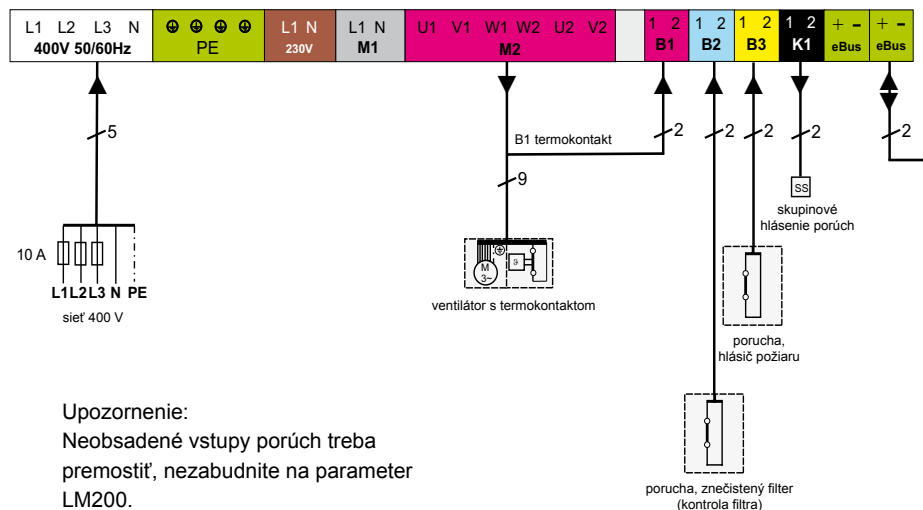 L1 L2 L3 N
400V 50/60Hz
PE
L1 N
230V
L1 N
M1
U1 V1 W1 W2 U2 V2
M2
1 2
B1
1 2
B2
1 2
B3
1 2
K1
+ -
eBus
+ -
eBus
5
B1 termokontakt
2
2
2
2
2
9
SS
skupinové
hlásenie porúch
10 A
L1 L2 L3 N PE
sieť 400 V
M
3~
ϑ
ventilátor s termokontaktom
porucha,
hlásič požiaru
Upozornenie:
Neobsadené vstupy porúch treba
premostiť, nezabudnite na parameter
LM200.
porucha, znečistený filter
(kontrola filtra)